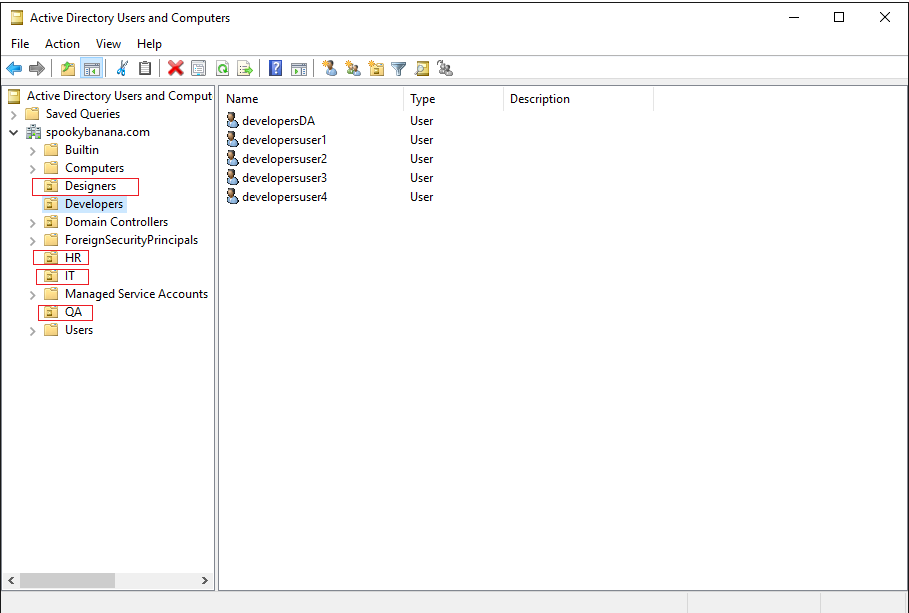 Active Directory Users and Computers
File Action View Help
Active Directory Users and Comput
Saved Queries
spookybanana.com
Builtin
Computers
Designers
Developers
Domain Controllers
ForeignSecurityPrincipals
HR
IT
Managed Service Accounts
QA
Users
Name Type Description
developersDA User
developersuser1 User
developersuser2 User
developersuser3 User
developersuser4 User